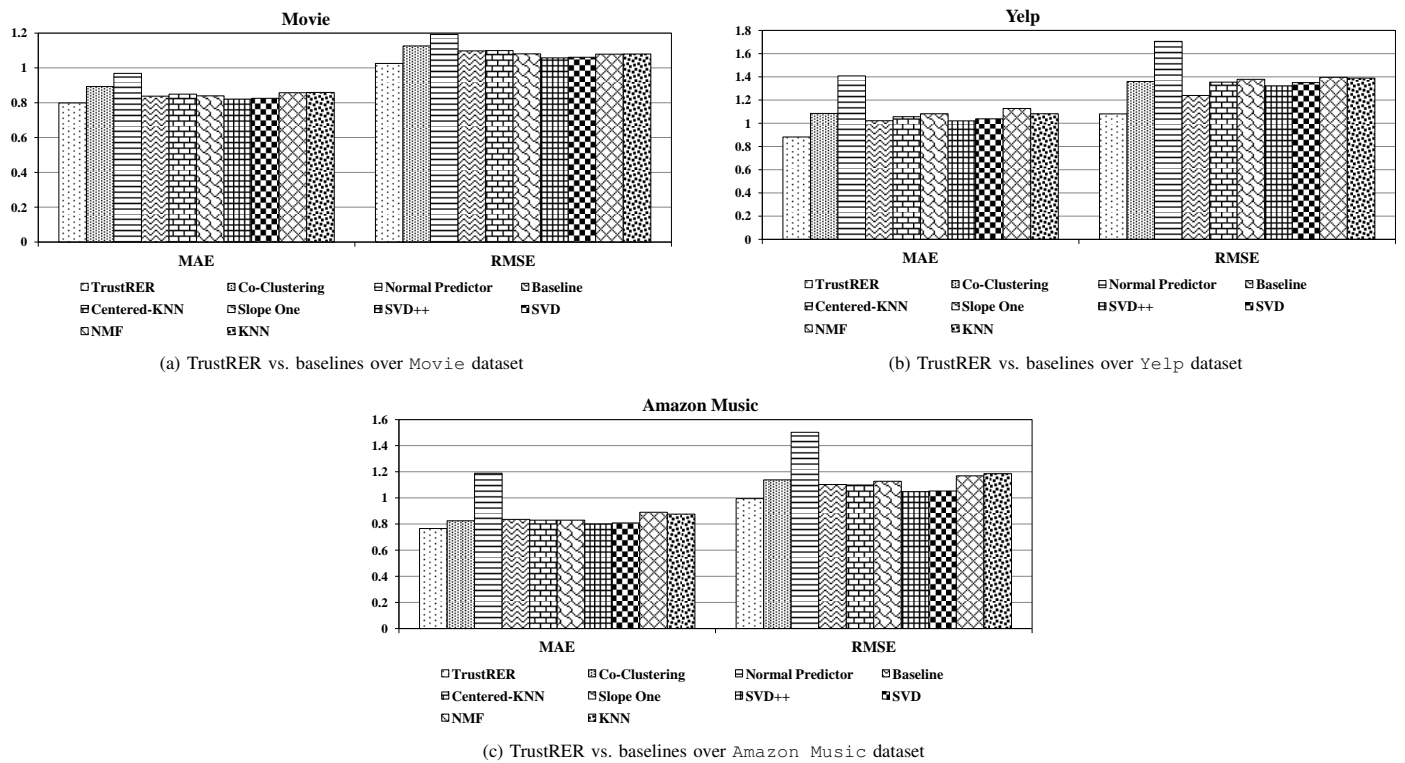 Movie
1.2
1
0.8
0.6
0.4
0.2
0
MAE RMSE
TrustRER Co-Clustering Normal Predictor Baseline
Centered-KNN Slope One SVD++ SVD
NMF KNN
(a) TrustRER vs. baselines over Movie dataset
Yelp
1.8
1.6
1.4
1.2
1
0.8
0.6
0.4
0.2
0
MAE RMSE
TrustRER Co-Clustering Normal Predictor Baseline
Centered-KNN Slope One SVD++ SVD
NMF KNN
(b) TrustRER vs. baselines over Yelp dataset
Amazon Music
1.6
1.4
1.2
1
0.8
0.6
0.4
0.2
0
MAE RMSE
TrustRER Co-Clustering Normal Predictor Baseline
Centered-KNN Slope One SVD++ SVD
NMF KNN
(c) TrustRER vs. baselines over Amazon Music dataset